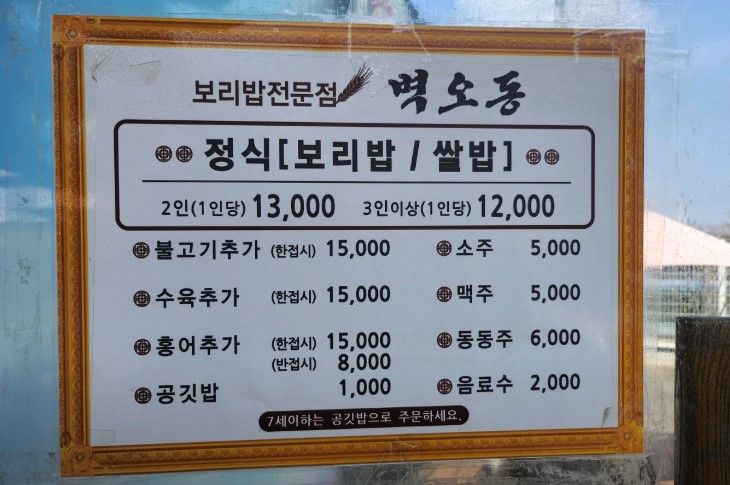 보리밥전문점 벽오동
정식[보리밥 / 쌀밥]
2인(1인당) 13,000 3인이상(1인당) 12,000
불고기추가 (한접시) 15,000
수육추가 (한접시) 15,000
홍어추가 (한접시) 15,000
(반접시) 8,000
공깃밥 1,000
소주 5,000
맥주 5,000
동동주 6,000
음료수 2,000
7세이하는 공깃밥으로 주문하세요.